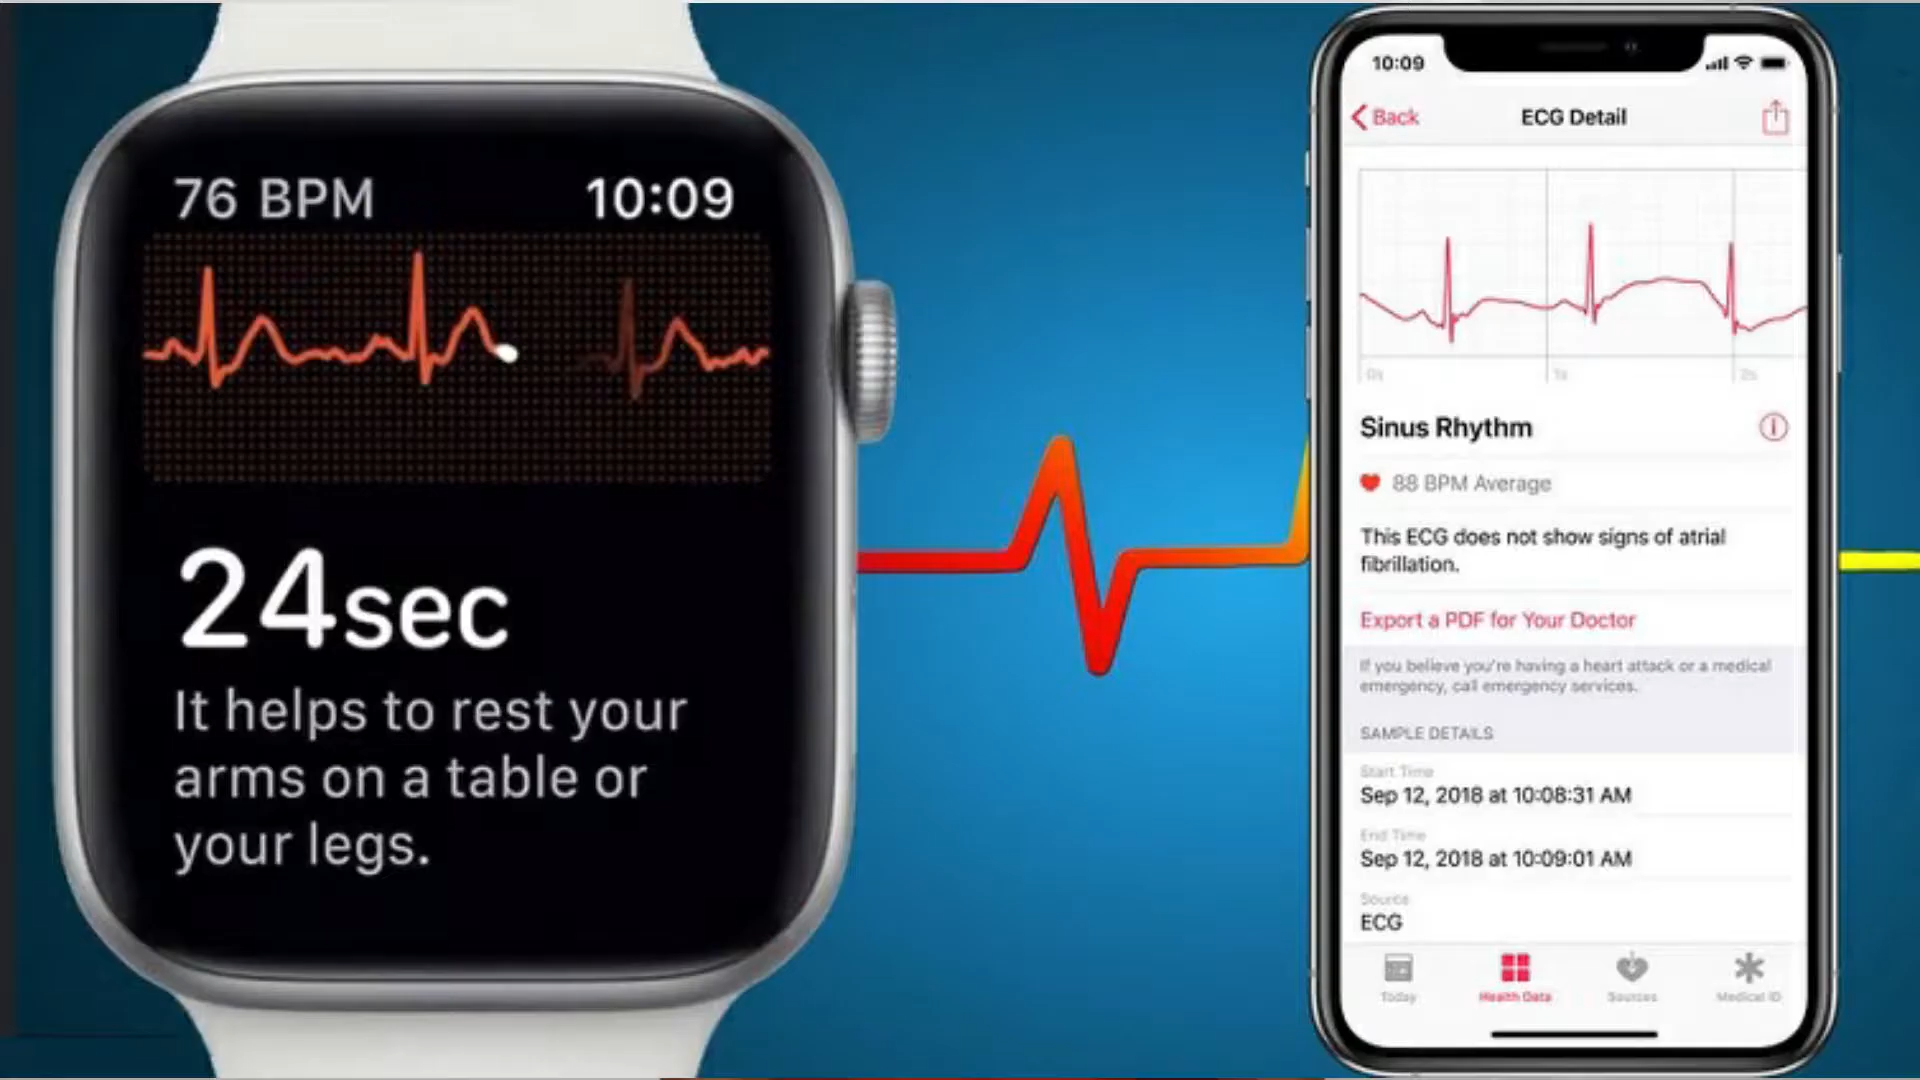 76 BPM
10:09
24sec
It helps to rest your
arms on a table or
your legs.
10:09
Back
ECG Detail
0s
1s
2s
Sinus Rhythm
88 BPM Average
This ECG does not show signs of atrial
fibrillation.
Export a PDF for Your Doctor
If you believe you're having a heart attack or a medical
emergency, call emergency services.
SAMPLE DETAILS
Start Time
Sep 12, 2018 at 10:08:31 AM
End Time
Sep 12, 2018 at 10:09:01 AM
Source
ECG
Today
Health Data
Sources
Medical ID